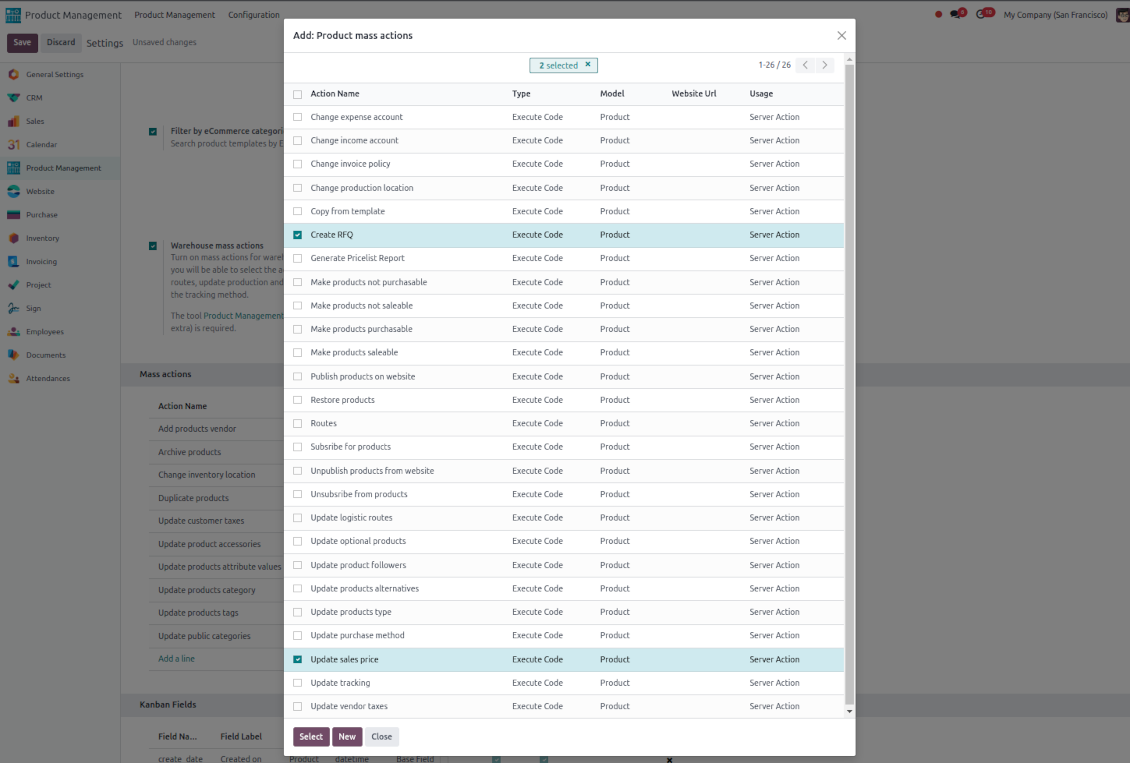 Product Management Product Management Configuration My Company (San Francisco)
Save Discard Settings Unsaved changes
General Settings
CRM
Sales
Calendar
Product Management
Website
Purchase
Inventory
Invoicing
Project
Sign
Employees
Documents
Attendances
Filter by eCommerce categori
Search product templates by E
Warehouse mass actions
Turn on mass actions for wareh
you will be able to select the a
routes, update production and
the tracking method.
The tool Product Management
extra) is required.
Mass actions
Action Name
Add products vendor
Archive products
Change inventory location
Duplicate products
Update customer taxes
Update product accessories
Update products attribute values
Update products category
Update products tags
Update public categories
Add a line
Kanban Fields
Field Na... Field Label
create_date Created on Product datetime Base Field
Add: Product mass actions
2 selected
1-26 / 26
Action Name Type Model Website Url Usage
Change expense account Execute Code Product Server Action
Change income account Execute Code Product Server Action
Change invoice policy Execute Code Product Server Action
Change production location Execute Code Product Server Action
Copy from template Execute Code Product Server Action
Create RFQ Execute Code Product Server Action
Generate Pricelist Report Execute Code Product Server Action
Make products not purchasable Execute Code Product Server Action
Make products not saleable Execute Code Product Server Action
Make products purchasable Execute Code Product Server Action
Make products saleable Execute Code Product Server Action
Publish products on website Execute Code Product Server Action
Restore products Execute Code Product Server Action
Routes Execute Code Product Server Action
Subsribe for products Execute Code Product Server Action
Unpublish products from website Execute Code Product Server Action
Unsubsribe from products Execute Code Product Server Action
Update logistic routes Execute Code Product Server Action
Update optional products Execute Code Product Server Action
Update product followers Execute Code Product Server Action
Update products alternatives Execute Code Product Server Action
Update products type Execute Code Product Server Action
Update purchase method Execute Code Product Server Action
Update sales price Execute Code Product Server Action
Update tracking Execute Code Product Server Action
Update vendor taxes Execute Code Product Server Action
Select New Close